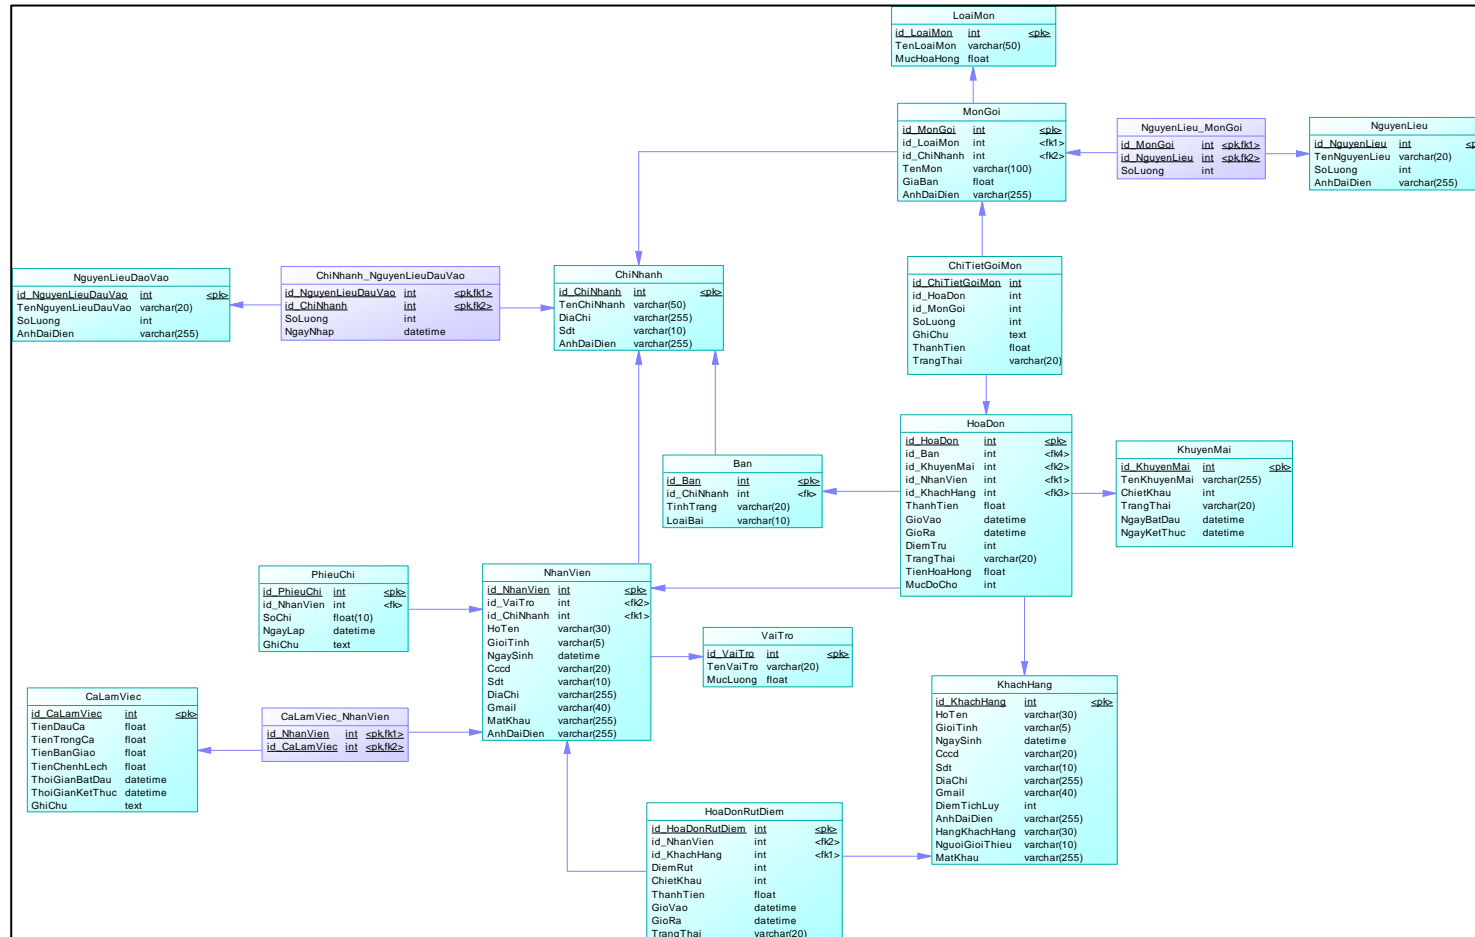 LoaiMon
id_LoaiMon int <pk>
TenLoaiMon varchar(50)
MucHoaHong float
MonGoi
id_MonGoi int <pk>
id_LoaiMon int <fk1>
id_ChiNhanh int <fk2>
TenMon varchar(100)
GiaBan float
AnhDaiDien varchar(255)
NguyenLieu_MonGoi
id_MonGoi int <pk,fk1>
id_NguyenLieu int <pk,fk2>
SoLuong int
NguyenLieu
id_NguyenLieu int
TenNguyenLieu varchar(20)
SoLuong int
AnhDaiDien varchar(255)
NguyenLieuDaoVao
id_NguyenLieuDauVao int <pk>
TenNguyenLieuDauVao varchar(20)
SoLuong int
AnhDaiDien varchar(255)
ChiNhanh_NguyenLieuDauVao
id_NguyenLieuDauVao int <pk,fk1>
id_ChiNhanh int <pk,fk2>
SoLuong int
NgayNhap datetime
ChiNhanh
id_ChiNhanh int <pk>
TenChiNhanh varchar(50)
DiaChi varchar(255)
Sdt varchar(10)
AnhDaiDien varchar(255)
ChiTietGoiMon
id_ChiTietGoiMon int
id_HoaDon int
id_MonGoi int
SoLuong int
GhiChu text
ThanhTien float
TrangThai varchar(20)
HoaDon
id_HoaDon int <pk>
id_Ban int <fk4>
id_KhuyenMai int <fk2>
id_NhanVien int <fk1>
id_KhachHang int <fk3>
ThanhTien float
GioVao datetime
GioRa datetime
DiemTru int
TrangThai varchar(20)
TienHoaHong float
MucDoCho int
KhuyenMai
id_KhuyenMai int <pk>
TenKhuyenMai varchar(255)
ChietKhau int
TrangThai varchar(20)
NgayBatDau datetime
NgayKetThuc datetime
Ban
id_Ban int <pk>
id_ChiNhanh int <fk>
TinhTrang varchar(20)
LoaiBai varchar(10)
PhieuChi
id_PhieuChi int <pk>
id_NhanVien int <fk>
SoChi float(10)
NgayLap datetime
GhiChu text
NhanVien
id_NhanVien int <pk>
id_VaiTro int <fk2>
id_ChiNhanh int <fk1>
HoTen varchar(30)
GioiTinh varchar(5)
NgaySinh datetime
Cccd varchar(20)
Sdt varchar(10)
DiaChi varchar(255)
Gmail varchar(40)
MatKhau varchar(255)
AnhDaiDien varchar(255)
VaiTro
id_VaiTro int <pk>
TenVaiTro varchar(20)
MucLuong float
CaLamViec
id_CaLamViec int <pk>
TienDauCa float
TienTrongCa float
TienBanGiao float
TienChenhLech float
ThoiGianBatDau datetime
ThoiGianKetThuc datetime
GhiChu text
CaLamViec_NhanVien
id_NhanVien int <pk,fk1>
id_CaLamViec int <pk,fk2>
KhachHang
id_KhachHang int <pk>
HoTen varchar(30)
GioiTinh varchar(5)
NgaySinh datetime
Cccd varchar(20)
Sdt varchar(10)
DiaChi varchar(255)
Gmail varchar(40)
DiemTichLuy int
AnhDaiDien varchar(255)
HangKhachHang varchar(30)
NguoiGioiThieu varchar(10)
MatKhau varchar(255)
HoaDonRutDiem
id_HoaDonRutDiem int <pk>
id_NhanVien int <fk2>
id_KhachHang int <fk1>
DiemRut int
ChietKhau int
ThanhTien float
GioVao datetime
GioRa datetime
TrangThai varchar(20)